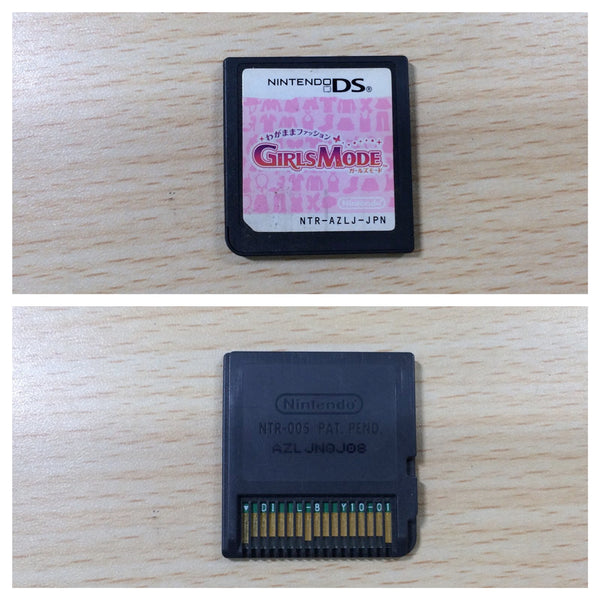 NINTENDO DS®
わがままファッション
GIRLS MODE™
ガールズモード
Nintendo
NTR-AZLJ-JPN
Nintendo
NTR-005 PAT. PEND.
AZLJN0J08
▼ DI L-B Y10-01